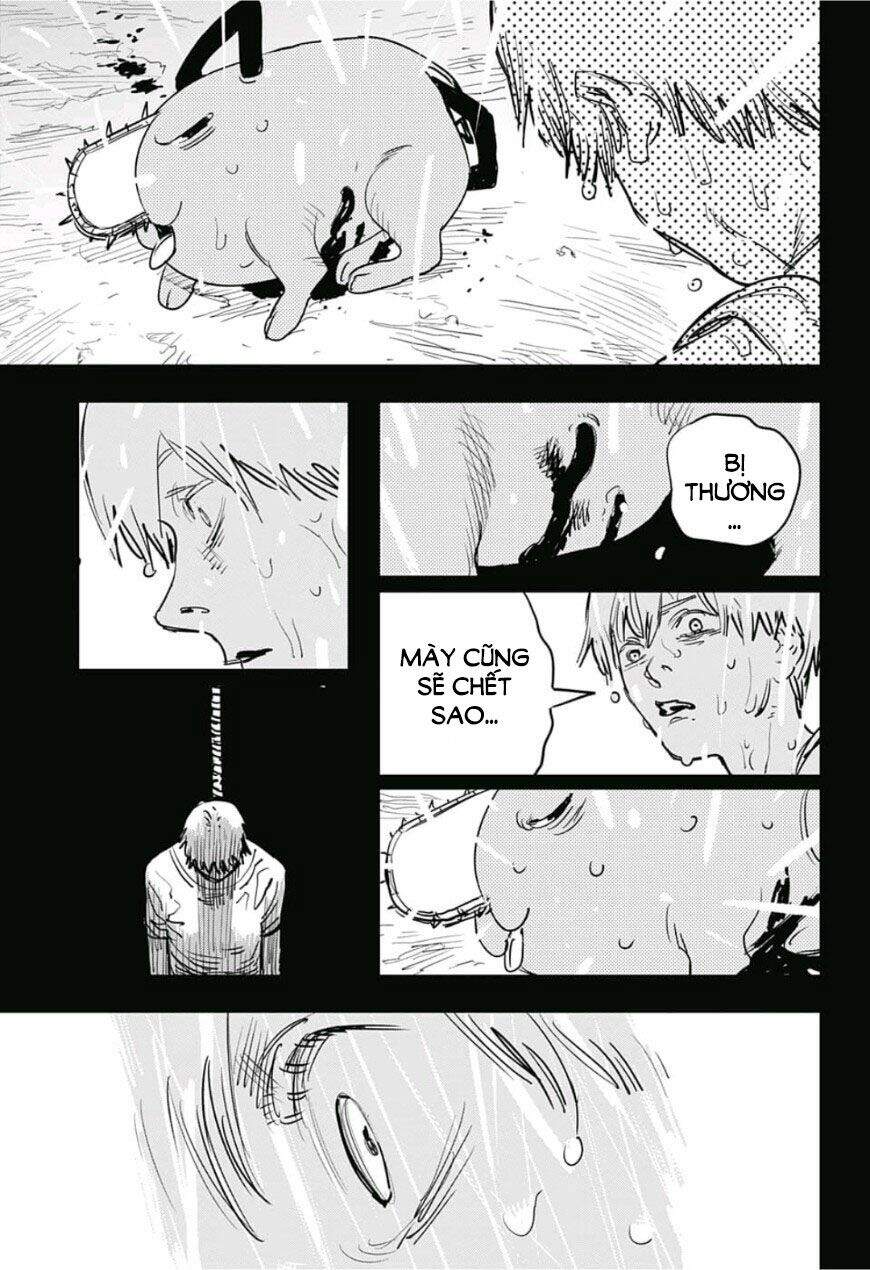 BỊ
THƯƠNG
...
MÀY CŨNG
SẼ CHẾT
SAO...